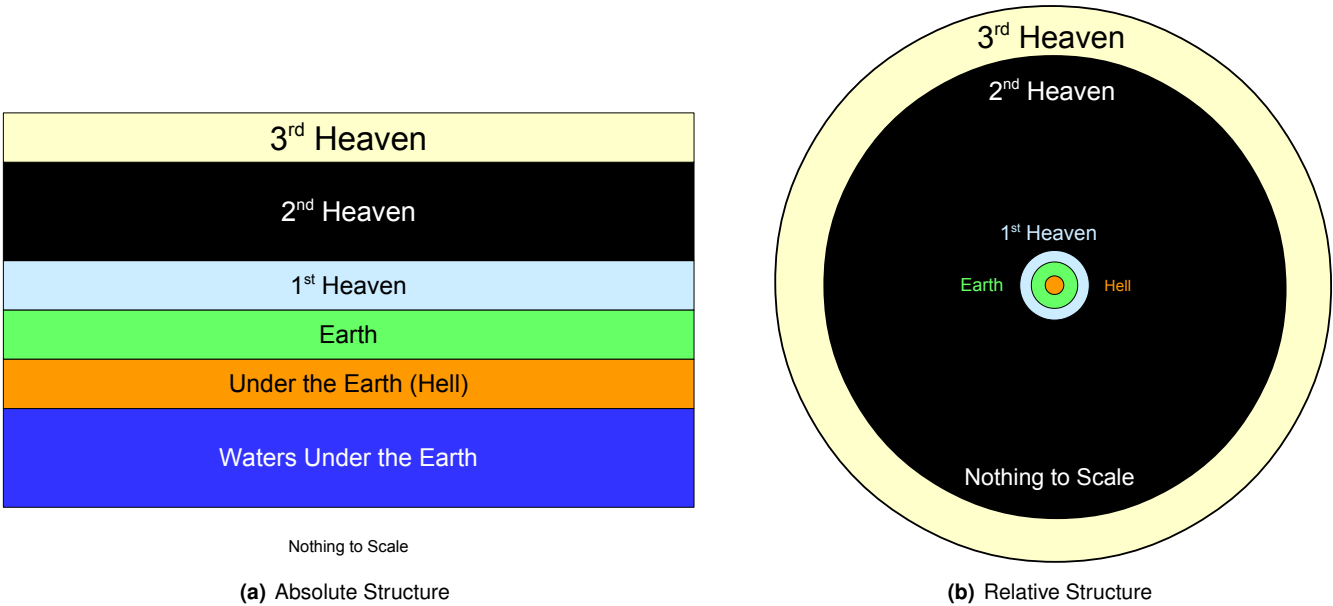 3rd Heaven
2nd Heaven
1st Heaven
Earth
Under the Earth (Hell)
Waters Under the Earth
Nothing to Scale
(a) Absolute Structure
3rd Heaven
2nd Heaven
1st Heaven
Earth
Hell
Nothing to Scale
(b) Relative Structure